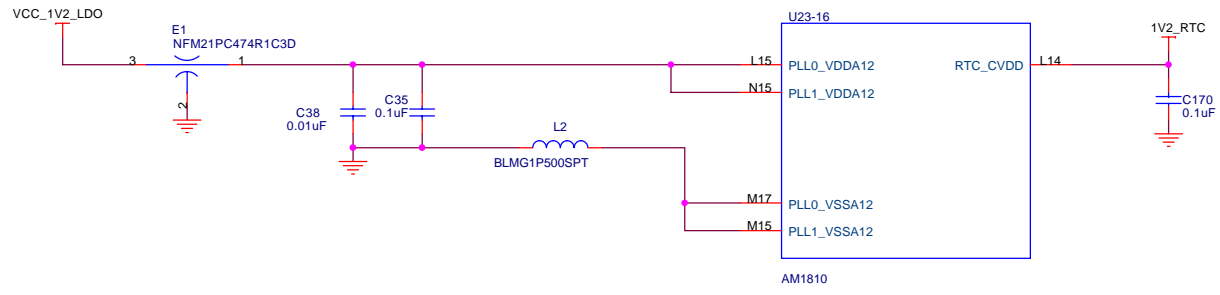 VCC_1V2_LDO
E1
NFM21PC474R1C3D
3
1
2
C38
0.01uF
C35
0.1uF
L2
BLMG1P500SPT
U23-16
L15
PLL0_VDDA12
N15
PLL1_VDDA12
RTC_CVDD
L14
1V2_RTC
C170
0.1uF
M17
PLL0_VSSA12
M15
PLL1_VSSA12
AM1810